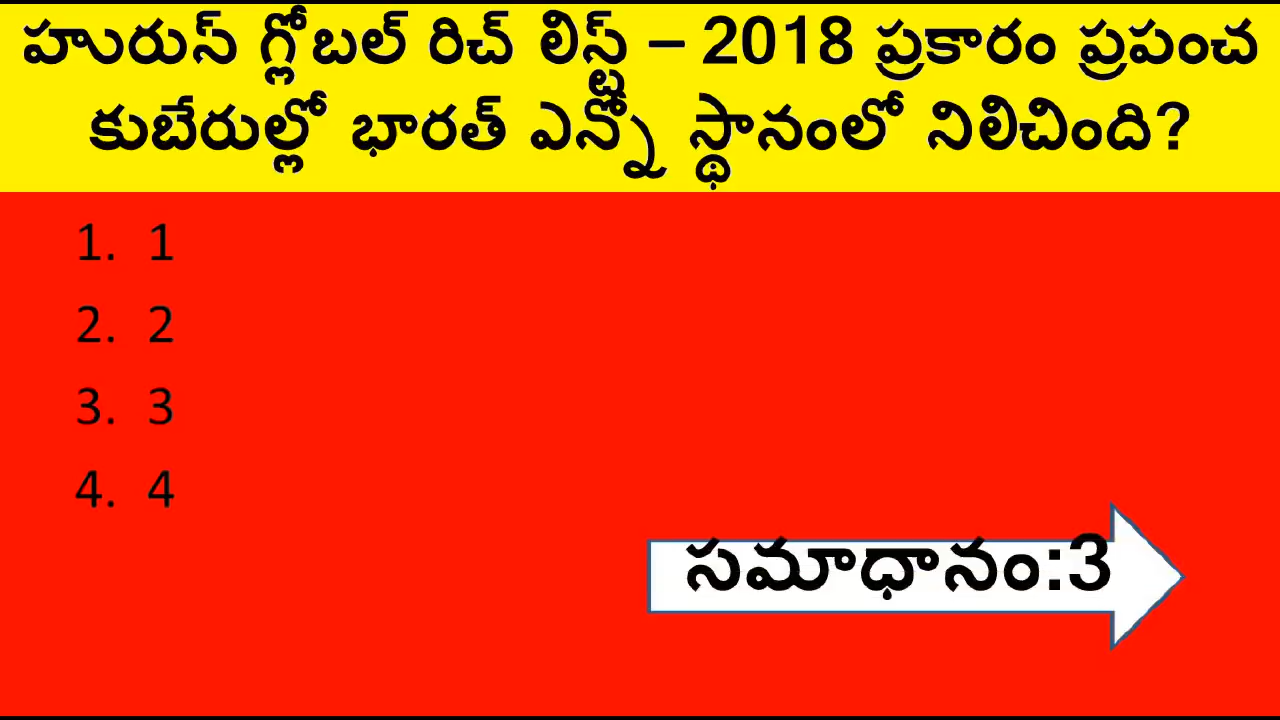 హురుస్ గ్లోబల్ రిచ్ లిస్ట్ – 2018 ప్రకారం ప్రపంచ
కుబేరుల్లో భారత్ ఎన్నో స్థానంలో నిలిచింది?
1. 1
2. 2
3. 3
4. 4
సమాధానం:3